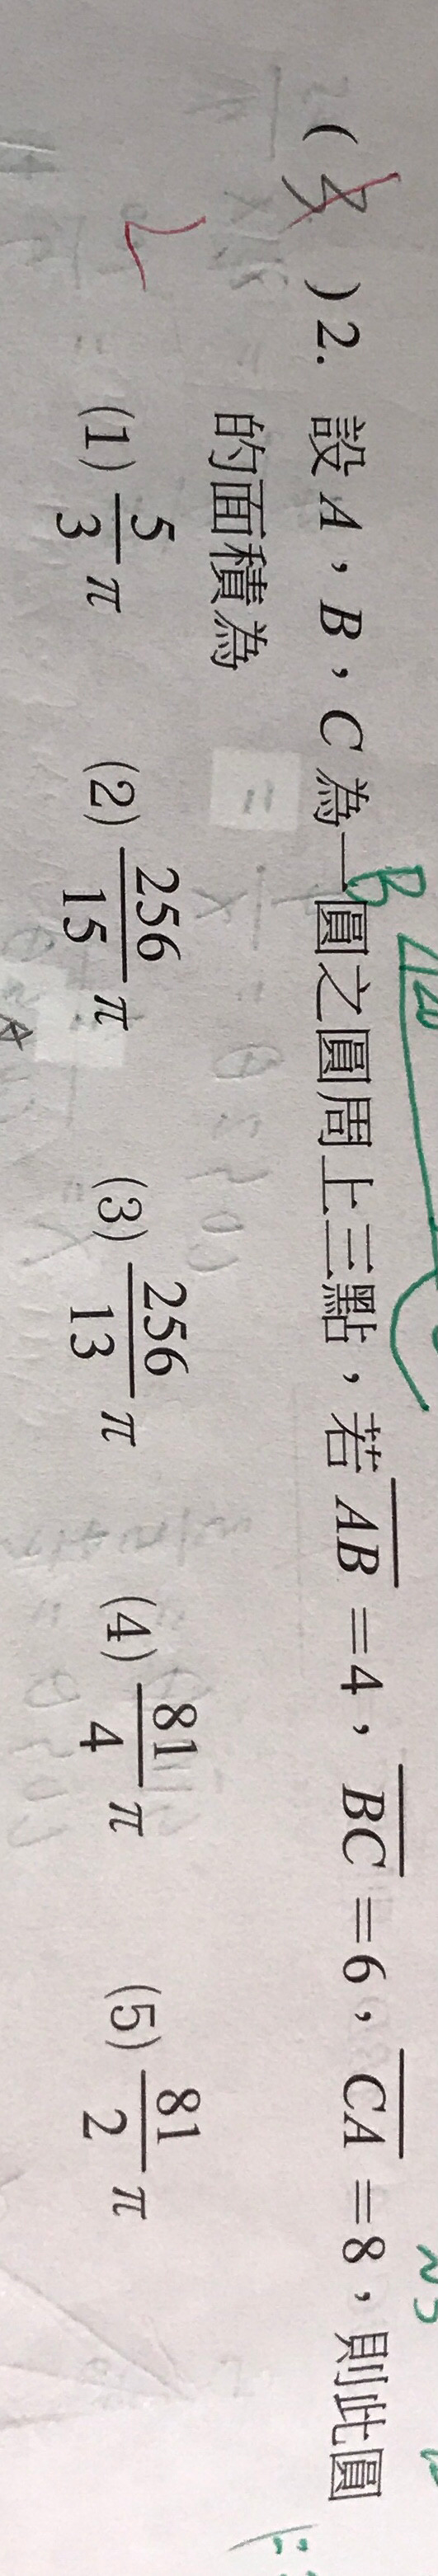 ( 3 ) 2. 設 A，B，C 為一圓之圓周上三點，若 AB =4，BC =6，CA =8，則此圓
的面積為
2
(1) 5/3 π (2) 256/15 π (3) 256/13 π (4) 81/4 π (5) 81/2 π
B